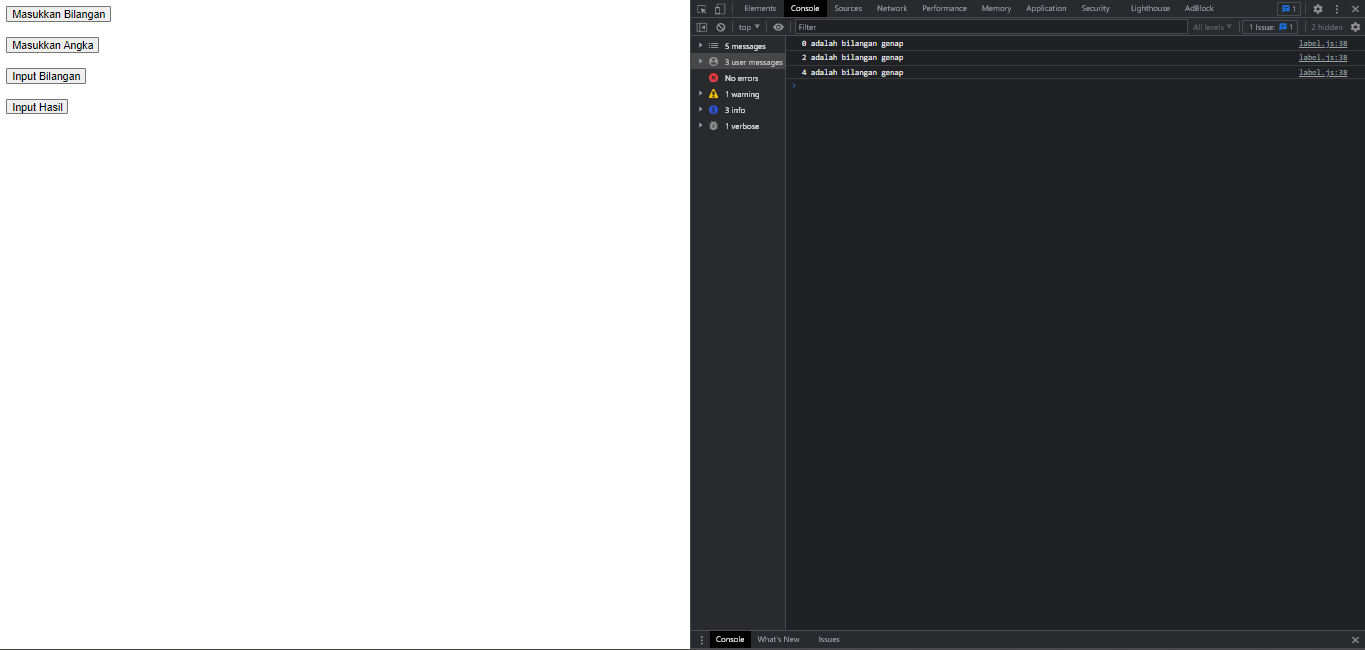 Masukkan Bilangan
Masukkan Angka
Input Bilangan
Input Hasil
Elements Console Sources Network Performance Memory Application Security Lighthouse AdBlock 1
top Filter All levels 1 Issue: 1 2 hidden
5 messages
3 user messages
No errors
1 warning
3 info
1 verbose
0 adalah bilangan genap label.js:38
2 adalah bilangan genap label.js:38
4 adalah bilangan genap label.js:38
Console What's New Issues